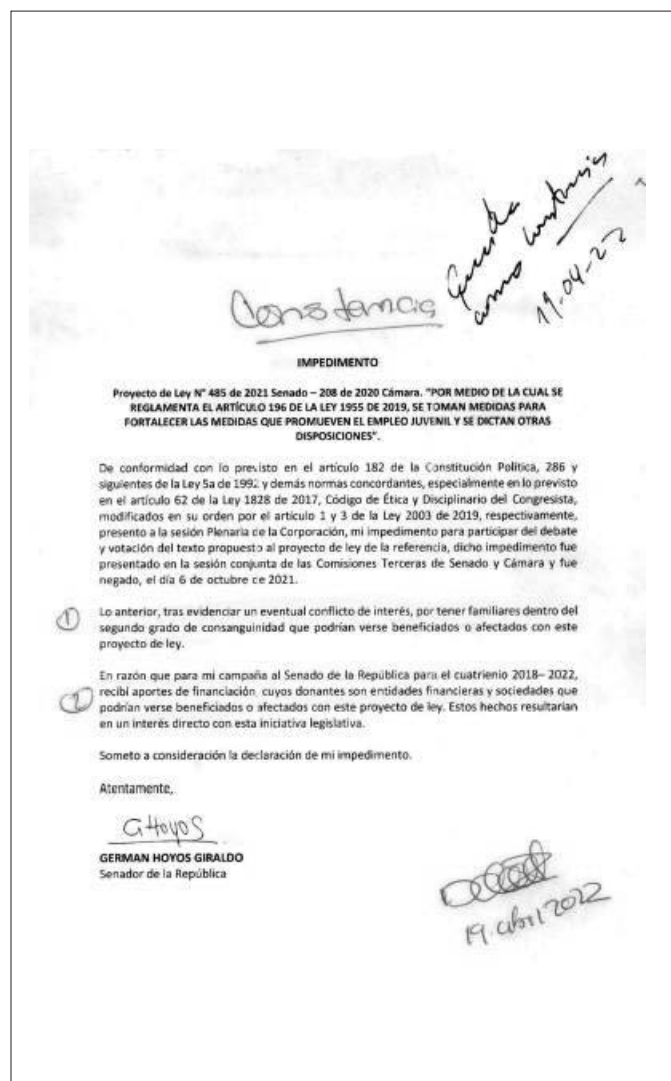 Queda
como constancia
19-04-22
Constancia
IMPEDIMENTO
Proyecto de Ley N° 485 de 2021 Senado – 208 de 2020 Cámara. "POR MEDIO DE LA CUAL SE
REGLAMENTA EL ARTÍCULO 196 DE LA LEY 1955 DE 2019, SE TOMAN MEDIDAS PARA
FORTALECER LAS MEDIDAS QUE PROMUEVEN EL EMPLEO JUVENIL Y SE DICTAN OTRAS
DISPOSICIONES".
De conformidad con lo previsto en el artículo 182 de la Constitución Política, 286 y
siguientes de la Ley 5a de 1992 y demás normas concordantes, especialmente en lo previsto
en el artículo 62 de la Ley 1828 de 2017, Código de Ética y Disciplinario del Congresista,
modificados en su orden por el artículo 1 y 3 de la Ley 2003 de 2019, respectivamente,
presento a la sesión Plenaria de la Corporación, mi impedimento para participar del debate
y votación del texto propuesto al proyecto de ley de la referencia, dicho impedimento fue
presentado en la sesión conjunta de las Comisiones Terceras de Senado y Cámara y fue
negado, el día 6 de octubre de 2021.
1 Lo anterior, tras evidenciar un eventual conflicto de interés, por tener familiares dentro del
segundo grado de consanguinidad que podrían verse beneficiados o afectados con este
proyecto de ley.
En razón que para mi campaña al Senado de la República para el cuatrienio 2018– 2022,
recibí aportes de financiación, cuyos donantes son entidades financieras y sociedades que
2 podrían verse beneficiados o afectados con este proyecto de ley. Estos hechos resultarían
en un interés directo con esta iniciativa legislativa.
Someto a consideración la declaración de mi impedimento.
Atentamente,
GHoyos
GERMAN HOYOS GIRALDO
Senador de la República
19. abril 2022